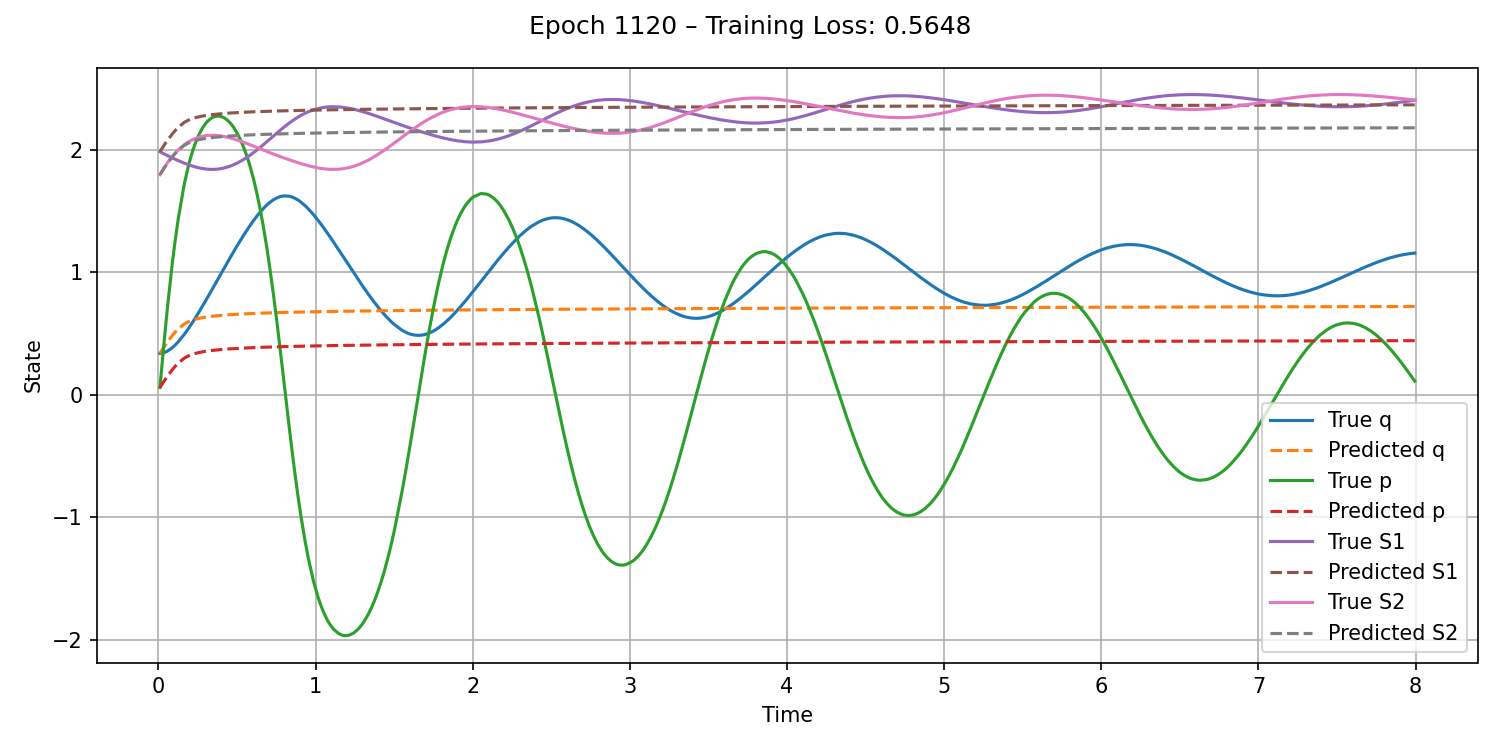 Epoch 1120 – Training Loss: 0.5648
State
2
1
0
−1
−2
0 1 2 3 4 5 6 7 8
Time
True q
Predicted q
True p
Predicted p
True S1
Predicted S1
True S2
Predicted S2